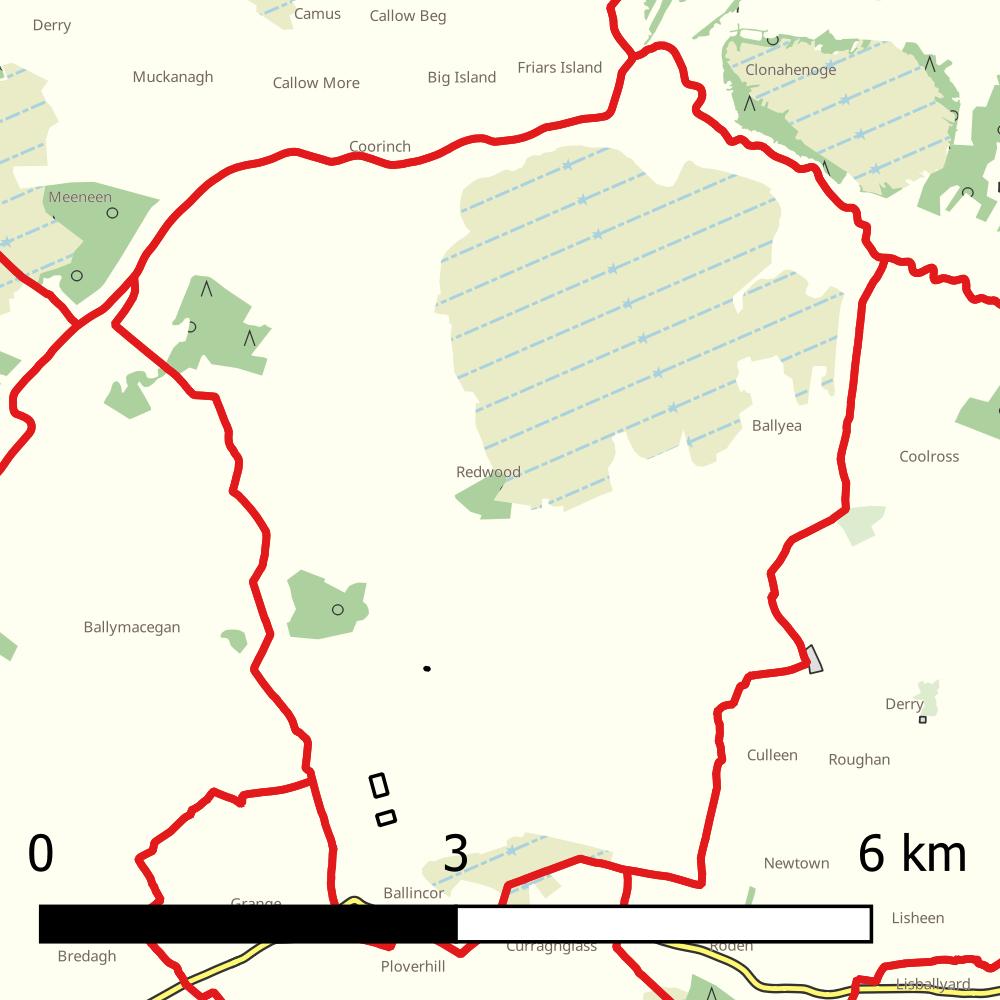 Camus
Callow Beg
Derry
Friars Island
Clonahenoge
Muckanagh
Callow More
Big Island
Coorinch
Meeneen
Ballyea
Coolross
Redwood
Ballymacegan
Derry
Culleen
Roughan
0 3 6 km
Newtown
Ballincor
Grange
Lisheen
Curraghglass
Roden
Bredagh
Ploverhill
Lisballyard